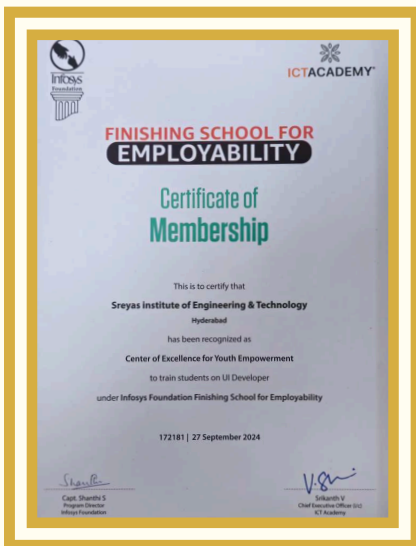 Infosys
Foundation
ICTACADEMY
FINISHING SCHOOL FOR
EMPLOYABILITY
Certificate of
Membership
This is to certify that
Sreyas institute of Engineering & Technology
Hyderabad
has been recognized as
Center of Excellence for Youth Empowerment
to train students on UI Developer
under Infosys Foundation Finishing School for Employability
172181 | 27 September 2024
Capt. Shanthi S
Program Director
Infosys Foundation
Srikanth V
Chief Executive Officer (i/c)
ICT Academy